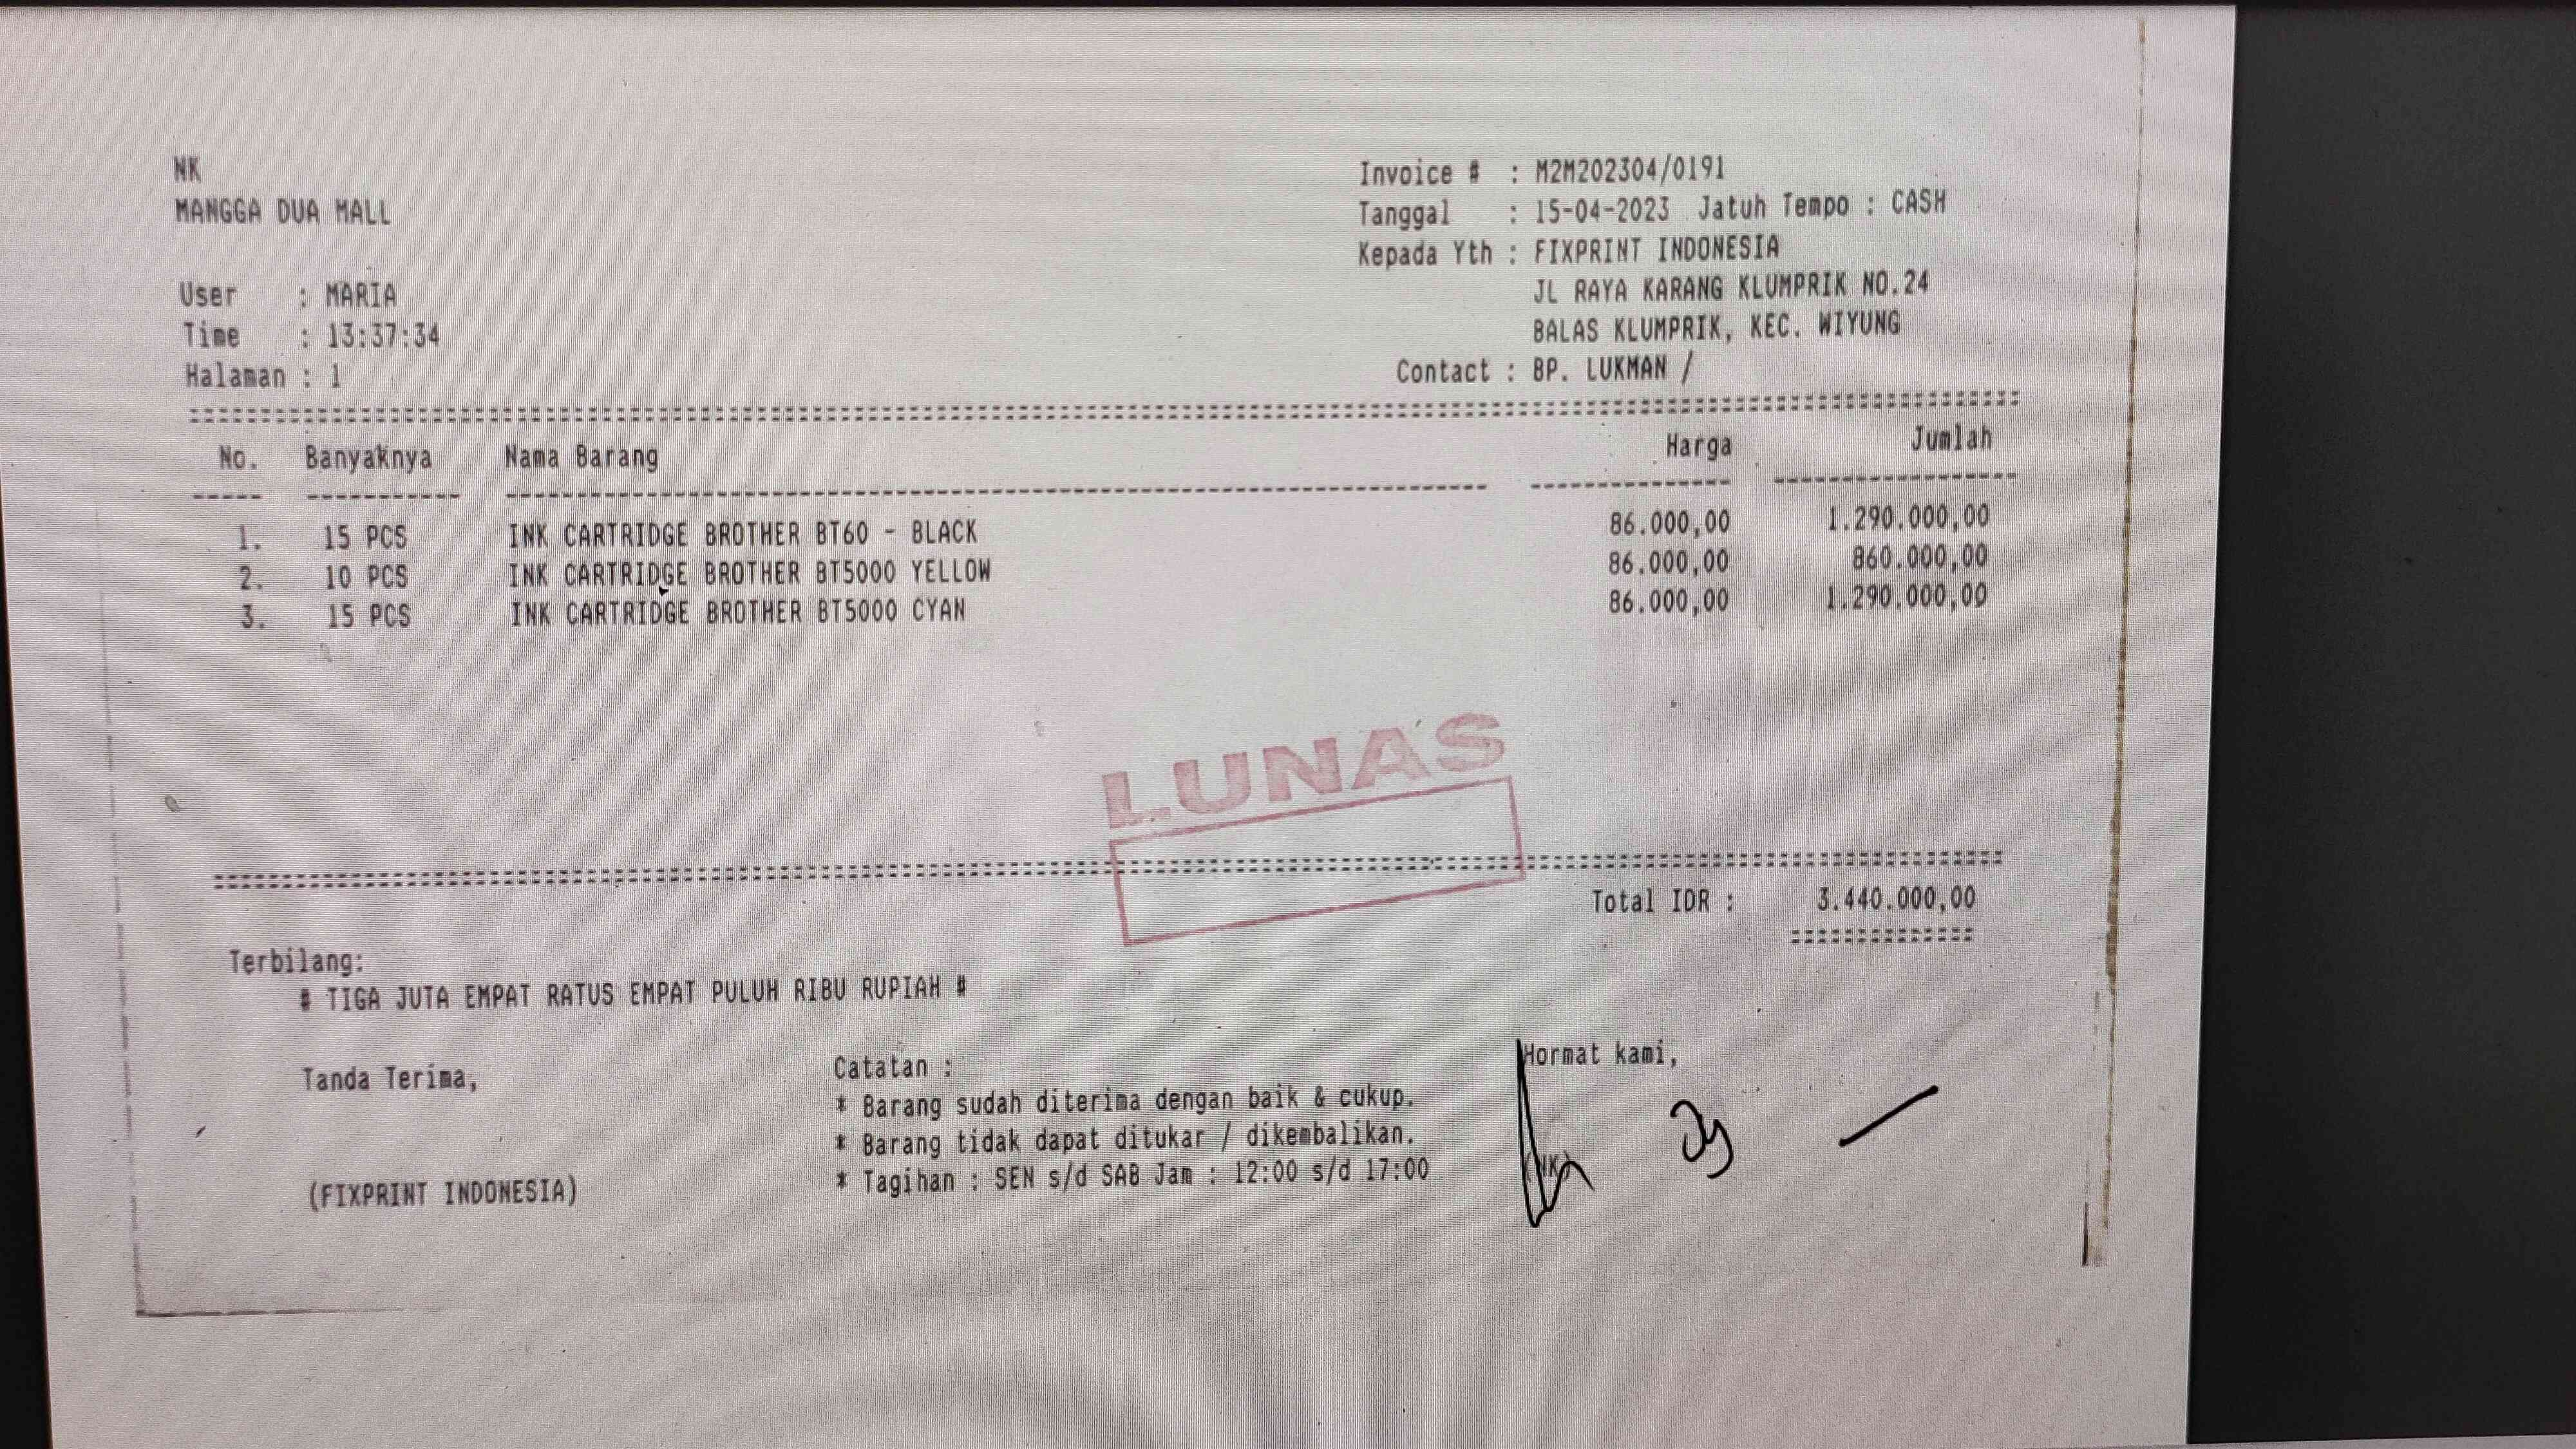 NK
MANGGA DUA MALL
Invoice # : M2M202304/0191
Tanggal : 15-04-2023 Jatuh Tempo : CASH
Kepada Yth : FIXPRINT INDONESIA
JL RAYA KARANG KLUMPRIK NO.24
BALAS KLUMPRIK, KEC. WIYUNG
Contact : BP. LUKMAN /
User : MARIA
Time : 13:37:34
Halaman : 1
No. Banyaknya Nama Barang Harga Jumlah
1. 15 PCS INK CARTRIDGE BROTHER BT60 - BLACK 86.000,00 1.290.000,00
2. 10 PCS INK CARTRIDGE BROTHER BT5000 YELLOW 86.000,00 860.000,00
3. 15 PCS INK CARTRIDGE BROTHER BT5000 CYAN 86.000,00 1.290.000,00
LUNAS
Total IDR : 3.440.000,00
Terbilang:
# TIGA JUTA EMPAT RATUS EMPAT PULUH RIBU RUPIAH #
Tanda Terima,
(FIXPRINT INDONESIA)
Catatan :
* Barang sudah diterima dengan baik & cukup.
* Barang tidak dapat ditukar / dikembalikan.
* Tagihan : SEN s/d SAB Jam : 12:00 s/d 17:00
Hormat kami,
(NK)